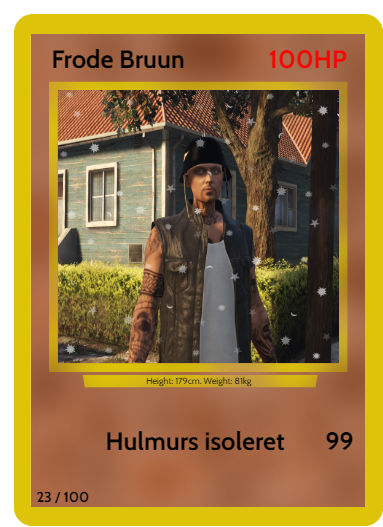 Frode Bruun 100HP
Height: 179cm. Weight: 81kg
Hulmurs isoleret 99
23 / 100